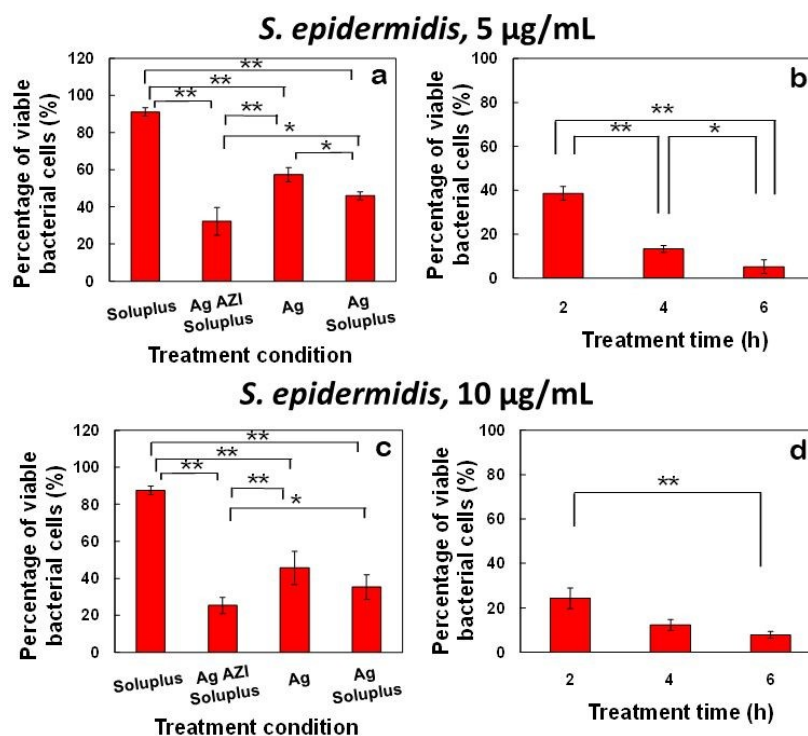 S. epidermidis, 5 µg/mL
a
Percentage of viable
bacterial cells (%)
120
100
80
60
40
20
0
**
**
**
**
*
*
Soluplus
Ag AZI
Soluplus
Ag
Ag
Soluplus
Treatment condition
b
Percentage of viable
bacterial cells (%)
100
80
60
40
20
0
**
**
*
2 4 6
Treatment time (h)
S. epidermidis, 10 µg/mL
c
Percentage of viable
bacterial cells (%)
120
100
80
60
40
20
0
**
**
**
**
*
Soluplus
Ag AZI
Soluplus
Ag
Ag
Soluplus
Treatment condition
d
Percentage of viable
bacterial cells (%)
100
80
60
40
20
0
**
2 4 6
Treatment time (h)